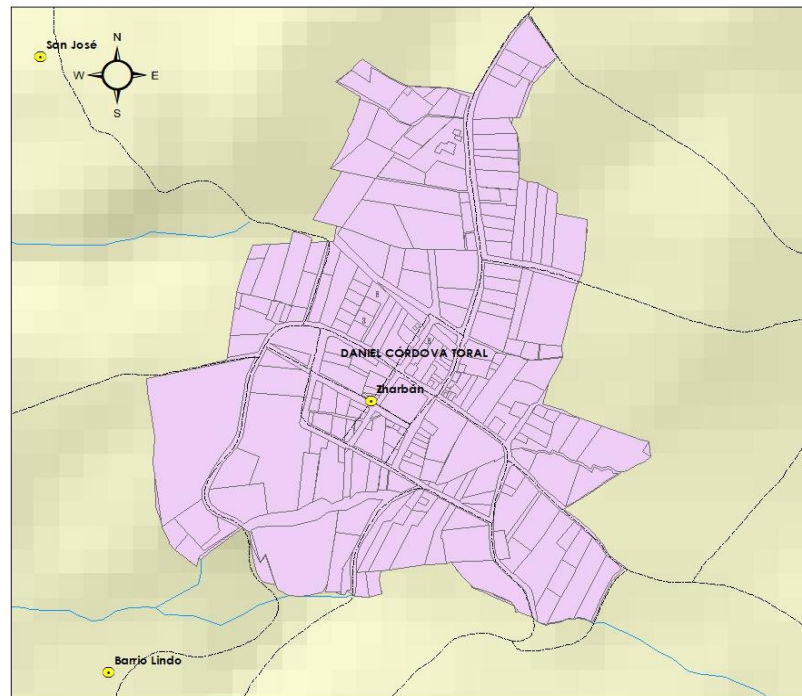 San José
N
W E
S
DANIEL CÓRDOVA TORAL
Zharbán
Barrio Lindo